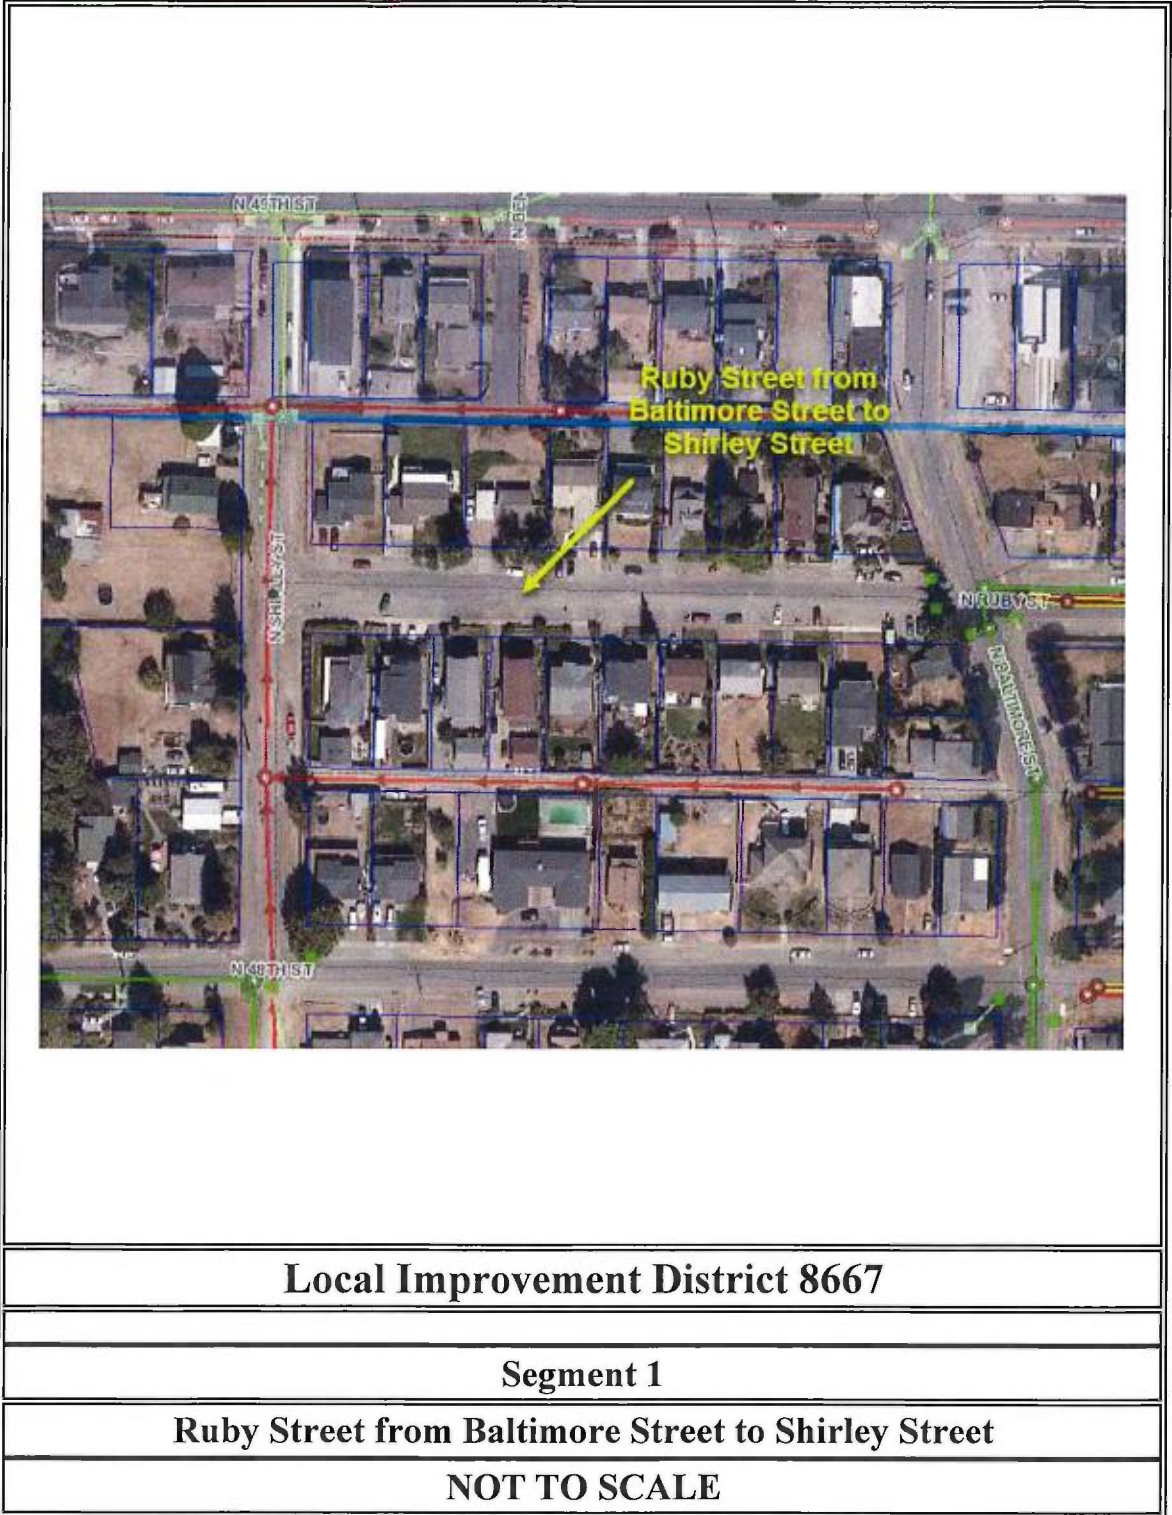 N 49TH ST
N BEN
Ruby Street from
Baltimore Street to
Shirley Street
N SHIRLEY ST
N RUBY ST
N BALTIMORE ST
N 48TH ST
Local Improvement District 8667
Segment 1
Ruby Street from Baltimore Street to Shirley Street
NOT TO SCALE